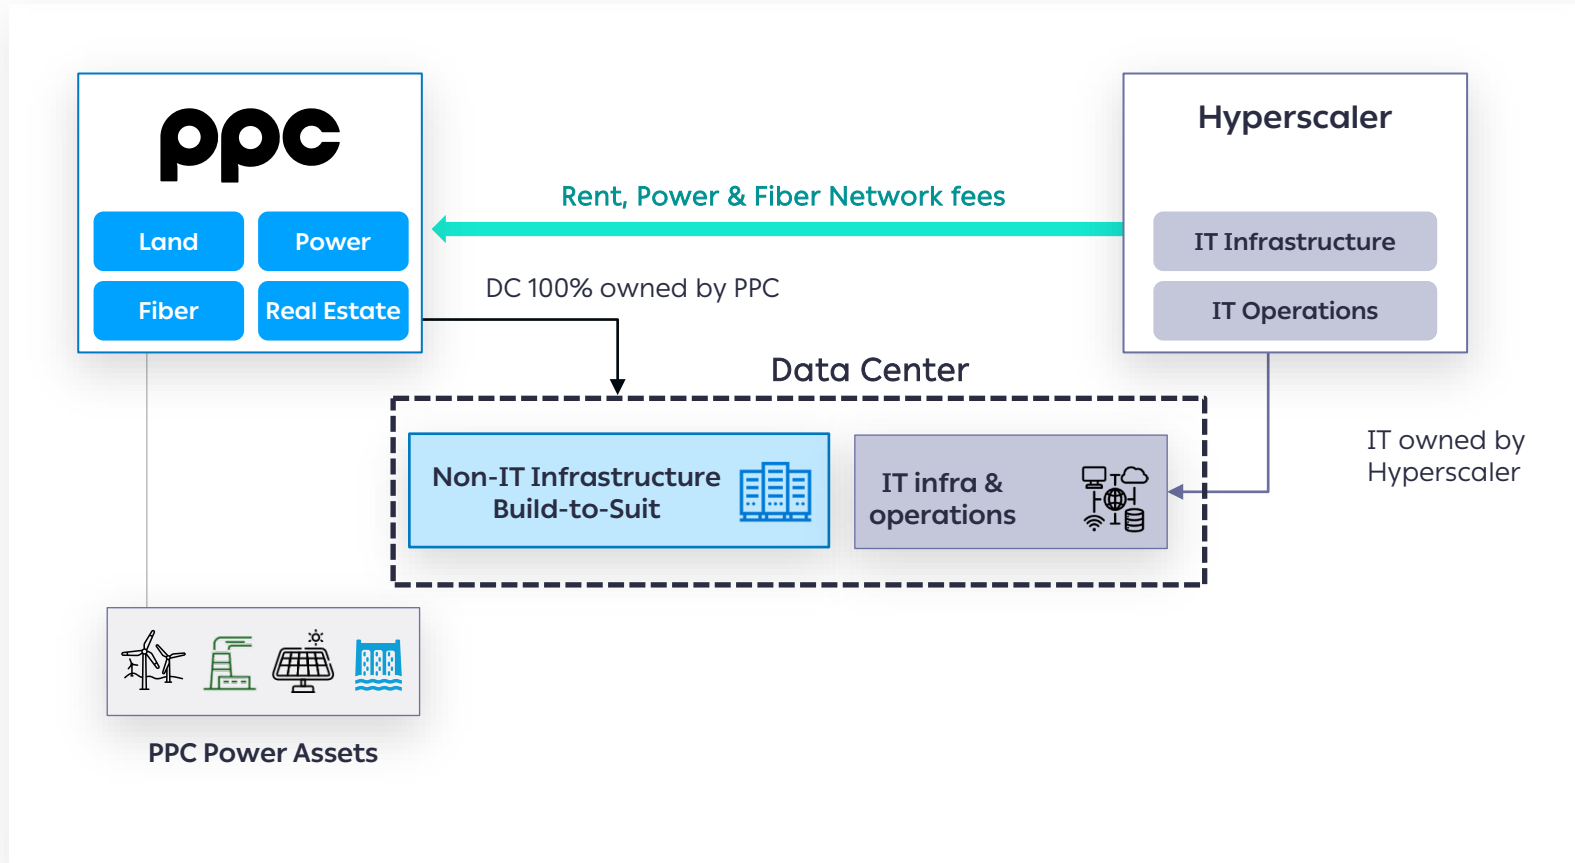 ppc
Land
Power
Fiber
Real Estate
Rent, Power & Fiber Network fees
DC 100% owned by PPC
Hyperscaler
IT Infrastructure
IT Operations
Data Center
Non-IT Infrastructure
Build-to-Suit
IT infra &
operations
IT owned by
Hyperscaler
PPC Power Assets